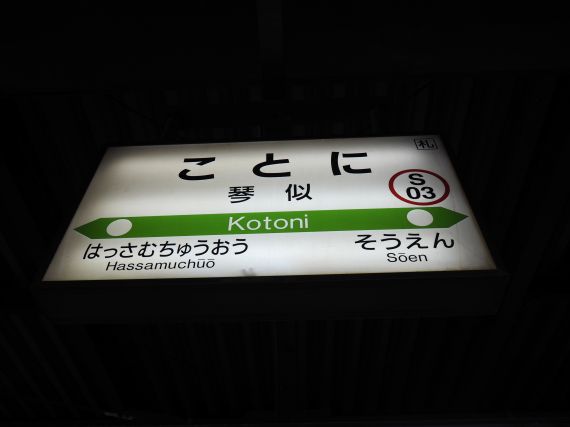 札
ことに
琴似
S
03
Kotoni
はっさむちゅうおう
Hassamuchūō
そうえん
Sōen